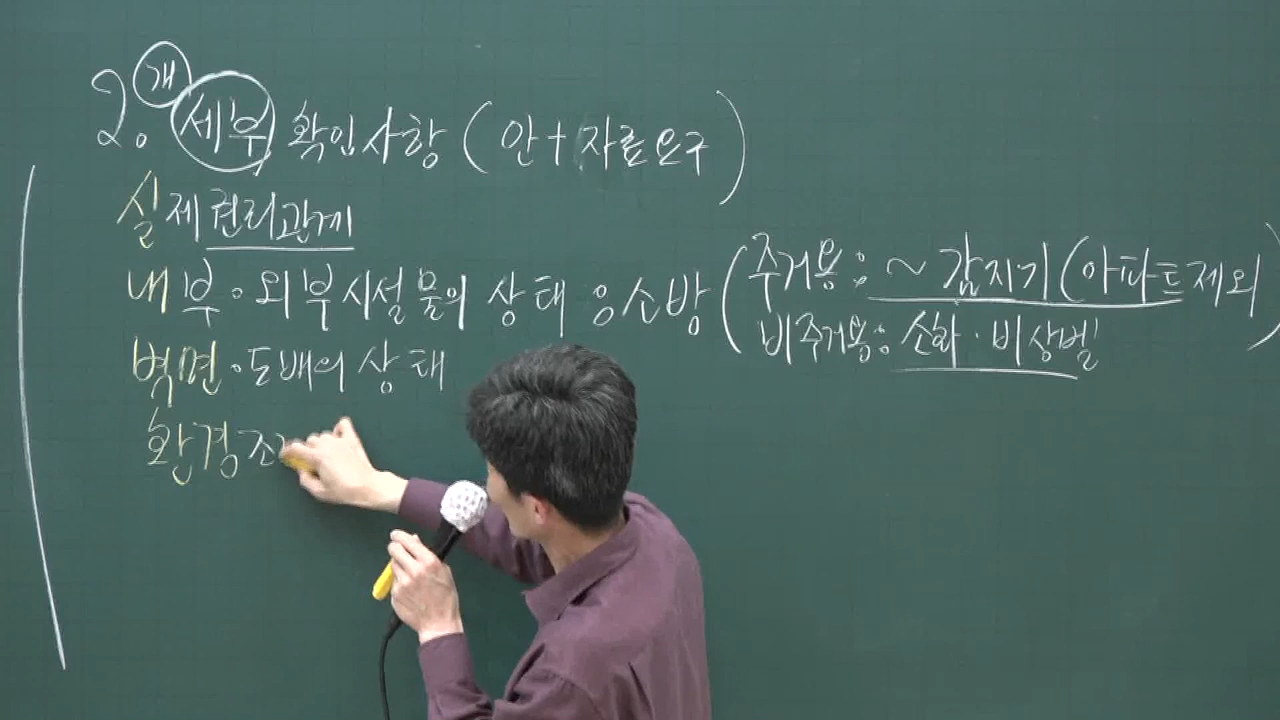 2. 개 세부 확인사항 (안+자료요구)
실제권리관계
내부·외부시설물의 상태 : 소방 (주거용 : ~ 감지기 (아파트제외)
비주거용 : 소화·비상벨
벽면·도배의 상태
환경조